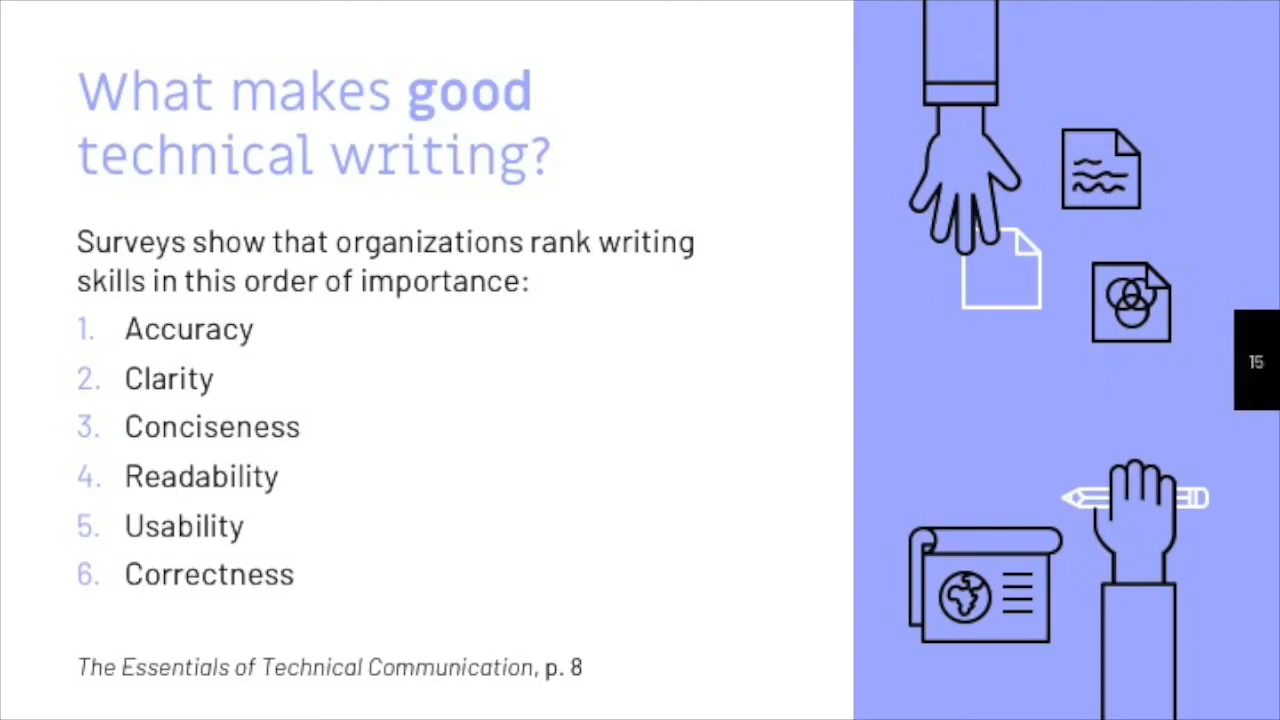 What makes good
technical writing?
Surveys show that organizations rank writing
skills in this order of importance:
1. Accuracy
2. Clarity
3. Conciseness
4. Readability
5. Usability
6. Correctness
The Essentials of Technical Communication, p. 8
15